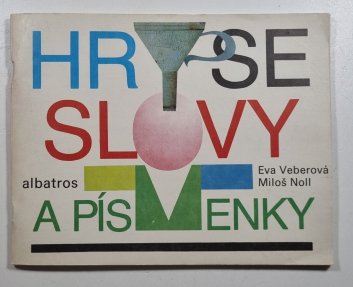 HRY SE
SLOVY
albatros
Eva Veberová
Miloš Noll
A PÍSMENKY